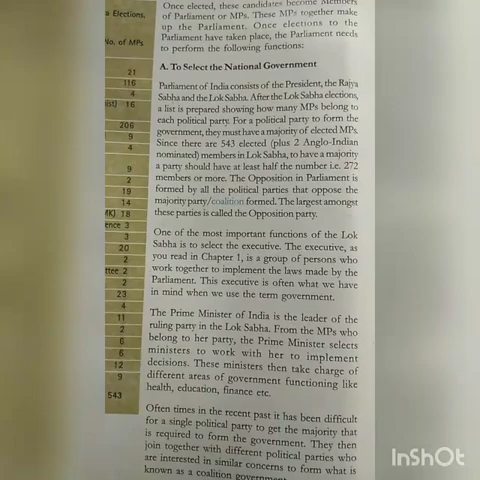 a Elections,
No. of MPs
21
116
4
ist) 16
206
9
4
9
2
19
14
MK) 18
ence 3
3
20
2
ttee 2
2
23
4
11
2
6
6
12
9
543
Once elected, these candidates become Members
of Parliament or MPs. These MPs together make
up the Parliament. Once elections to the
Parliament have taken place, the Parliament needs
to perform the following functions:
A. To Select the National Government
Parliament of India consists of the President, the Rajya
Sabha and the Lok Sabha. After the Lok Sabha elections,
a list is prepared showing how many MPs belong to
each political party. For a political party to form the
government, they must have a majority of elected MPs.
Since there are 543 elected (plus 2 Anglo-Indian
nominated) members in Lok Sabha, to have a majority
a party should have at least half the number i.e. 272
members or more. The Opposition in Parliament is
formed by all the political parties that oppose the
majority party/coalition formed. The largest amongst
these parties is called the Opposition party.
One of the most important functions of the Lok
Sabha is to select the executive. The executive, as
you read in Chapter 1, is a group of persons who
work together to implement the laws made by the
Parliament. This executive is often what we have
in mind when we use the term government.
The Prime Minister of India is the leader of the
ruling party in the Lok Sabha. From the MPs who
belong to her party, the Prime Minister selects
ministers to work with her to implement
decisions. These ministers then take charge of
different areas of government functioning like
health, education, finance etc.
Often times in the recent past it has been difficult
for a single political party to get the majority that
is required to form the government. They then
join together with different political parties who
are interested in similar concerns to form what is
known as a coalition government
InShOt